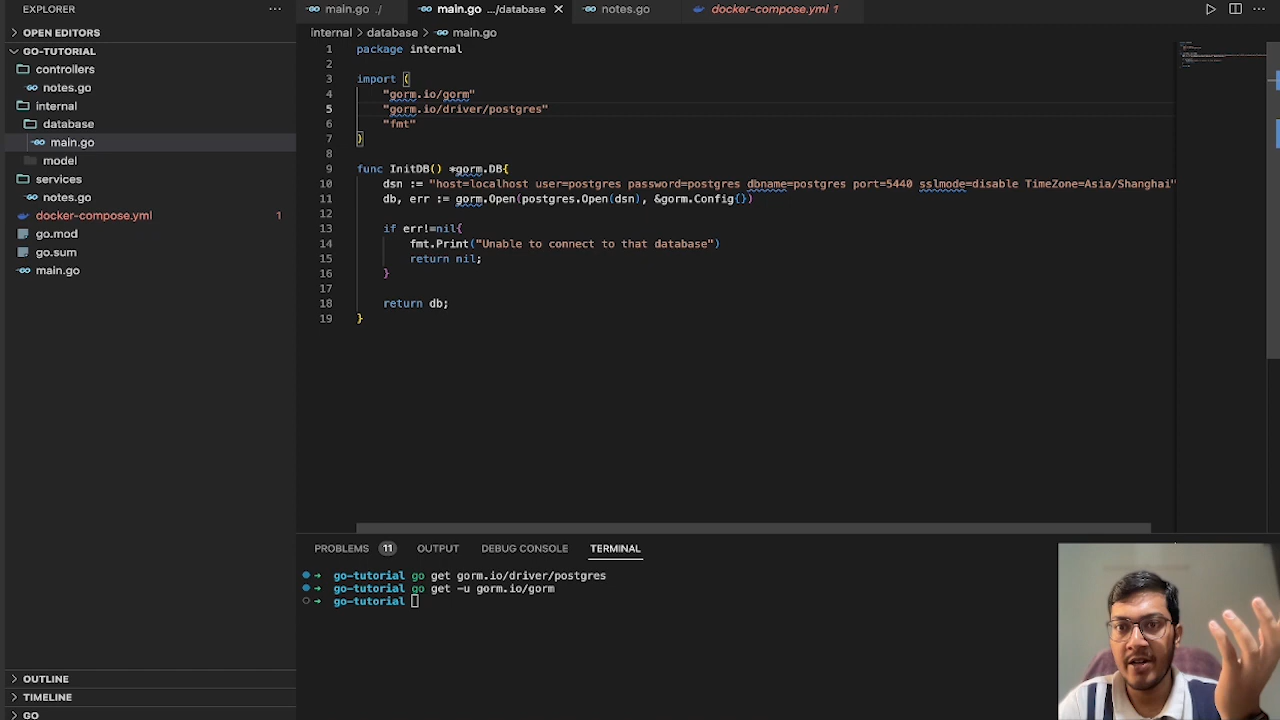 EXPLORER
···
main.go ./
main.go .../database
notes.go
docker-compose.yml 1
OPEN EDITORS
GO-TUTORIAL
controllers
notes.go
internal
database
main.go
model
services
notes.go
docker-compose.yml 1
go.mod
go.sum
main.go
OUTLINE
TIMELINE
GO
internal > database > main.go
1 package internal
2
3 import (
4 "gorm.io/gorm"
5 "gorm.io/driver/postgres"
6 "fmt"
7 )
8
9 func InitDB() *gorm.DB{
10 dsn := "host=localhost user=postgres password=postgres dbname=postgres port=5440 sslmode=disable TimeZone=Asia/Shanghai"
11 db, err := gorm.Open(postgres.Open(dsn), &gorm.Config{})
12
13 if err!=nil{
14 fmt.Print("Unable to connect to that database")
15 return nil;
16 }
17
18 return db;
19 }
PROBLEMS 11 OUTPUT DEBUG CONSOLE TERMINAL
go-tutorial go get gorm.io/driver/postgres
go-tutorial go get -u gorm.io/gorm
go-tutorial